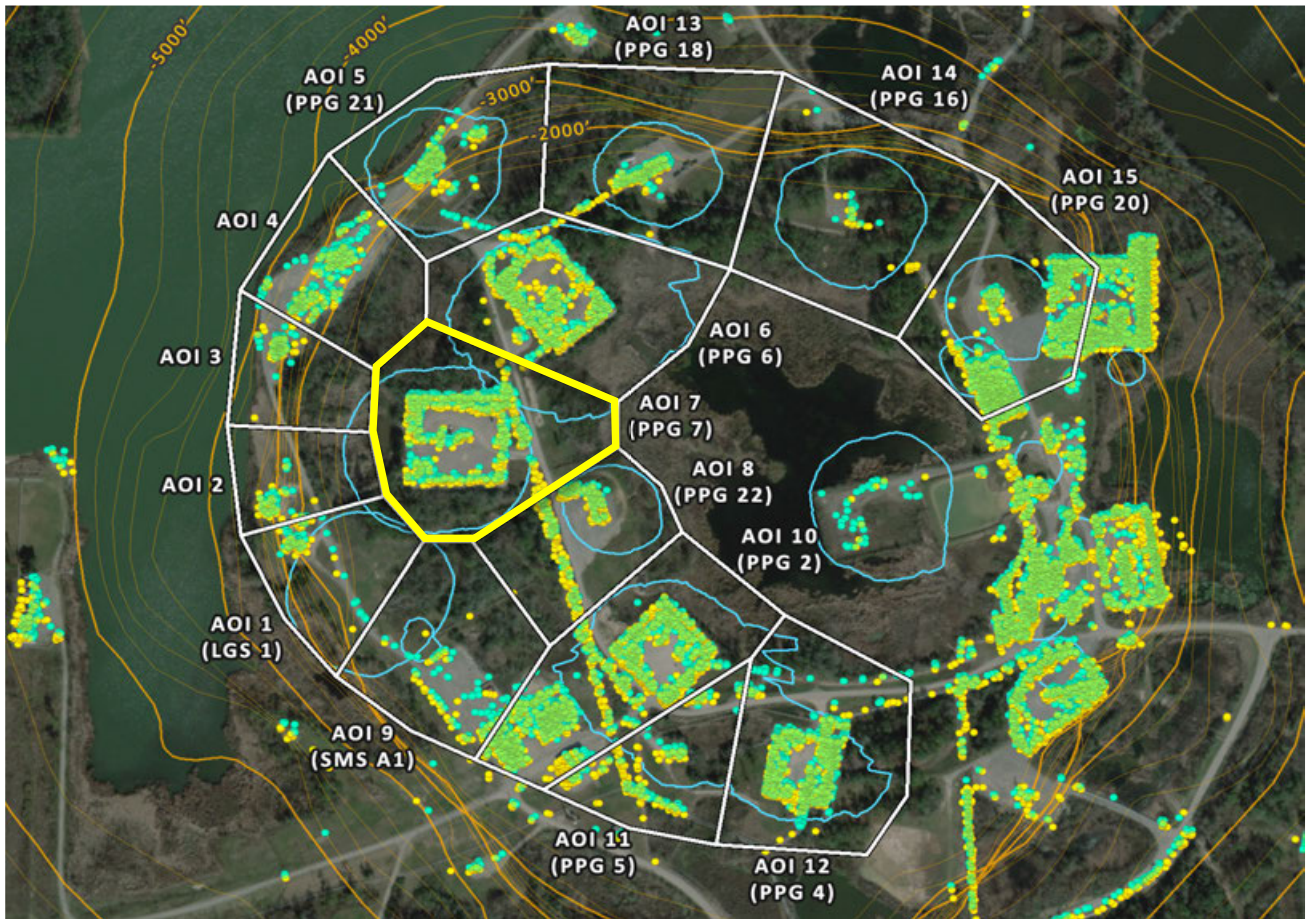 -5000'
-4000'
AOI 13
(PPG 18)
AOI 5
(PPG 21)
-3000'
-2000'
AOI 14
(PPG 16)
AOI 15
(PPG 20)
AOI 4
AOI 3
AOI 6
(PPG 6)
AOI 7
(PPG 7)
AOI 8
(PPG 22)
AOI 2
AOI 10
(PPG 2)
AOI 1
(LGS 1)
AOI 9
(SMS A1)
AOI 11
(PPG 5)
AOI 12
(PPG 4)